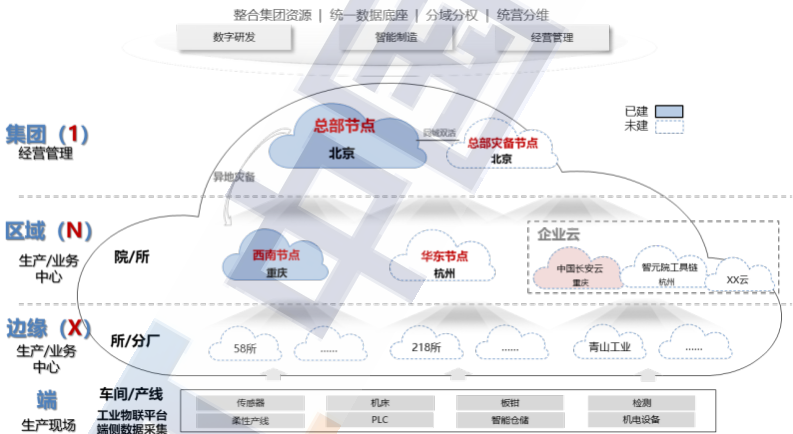 整合集团资源 | 统一数据底座 | 分域分权 | 统营分维
数字研发
智能制造
经营管理
已建
未建
集团（1）
经营管理
总部节点
北京
同城双活
总部灾备节点
北京
异地灾备
区域（N）
生产/业务
中心
院/所
西南节点
重庆
华东节点
杭州
企业云
中国长安云
重庆
智元院工具链
杭州
XX云
边缘（X）
生产/业务
中心
所/分厂
58所
......
218所
......
青山工业
......
端
生产现场
车间/产线
工业物联平台
端侧数据采集
传感器
机床
板钳
检测
柔性产线
PLC
智能仓储
机电设备